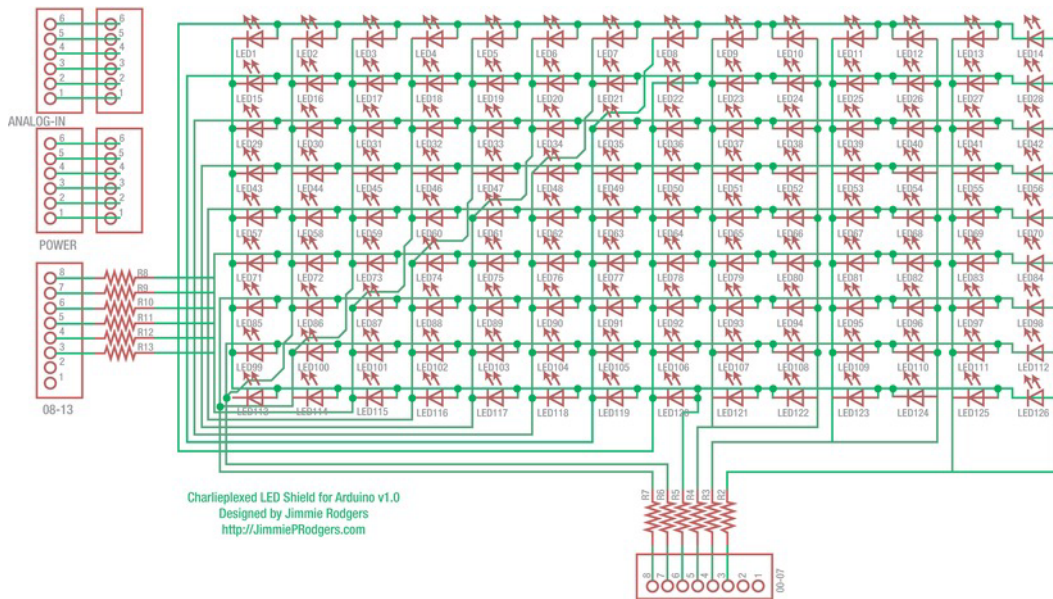 6 6
5 5
4 4
3 3
2 2
1 1
ANALOG-IN
6 6
5 5
4 4
3 3
2 2
1 1
POWER
8
7
6
5
4
3
2
1
R8
R9
R10
R11
R12
R13
08-13
LED1 LED2 LED3 LED4 LED5 LED6 LED7 LED8 LED9 LED10 LED11 LED12 LED13 LED14
LED15 LED16 LED17 LED18 LED19 LED20 LED21 LED22 LED23 LED24 LED25 LED26 LED27 LED28
LED29 LED30 LED31 LED32 LED33 LED34 LED35 LED36 LED37 LED38 LED39 LED40 LED41 LED42
LED43 LED44 LED45 LED46 LED47 LED48 LED49 LED50 LED51 LED52 LED53 LED54 LED55 LED56
LED57 LED58 LED59 LED60 LED61 LED62 LED63 LED64 LED65 LED66 LED67 LED68 LED69 LED70
LED71 LED72 LED73 LED74 LED75 LED76 LED77 LED78 LED79 LED80 LED81 LED82 LED83 LED84
LED85 LED86 LED87 LED88 LED89 LED90 LED91 LED92 LED93 LED94 LED95 LED96 LED97 LED98
LED99 LED100 LED101 LED102 LED103 LED104 LED105 LED106 LED107 LED108 LED109 LED110 LED111 LED112
LED113 LED114 LED115 LED116 LED117 LED118 LED119 LED120 LED121 LED122 LED123 LED124 LED125 LED126
Charlieplexed LED Shield for Arduino v1.0
Designed by Jimmie Rodgers
http://JimmiePRodgers.com
R7 R6 R5 R4 R3 R2
8 7 6 5 4 3 2 1
00-07